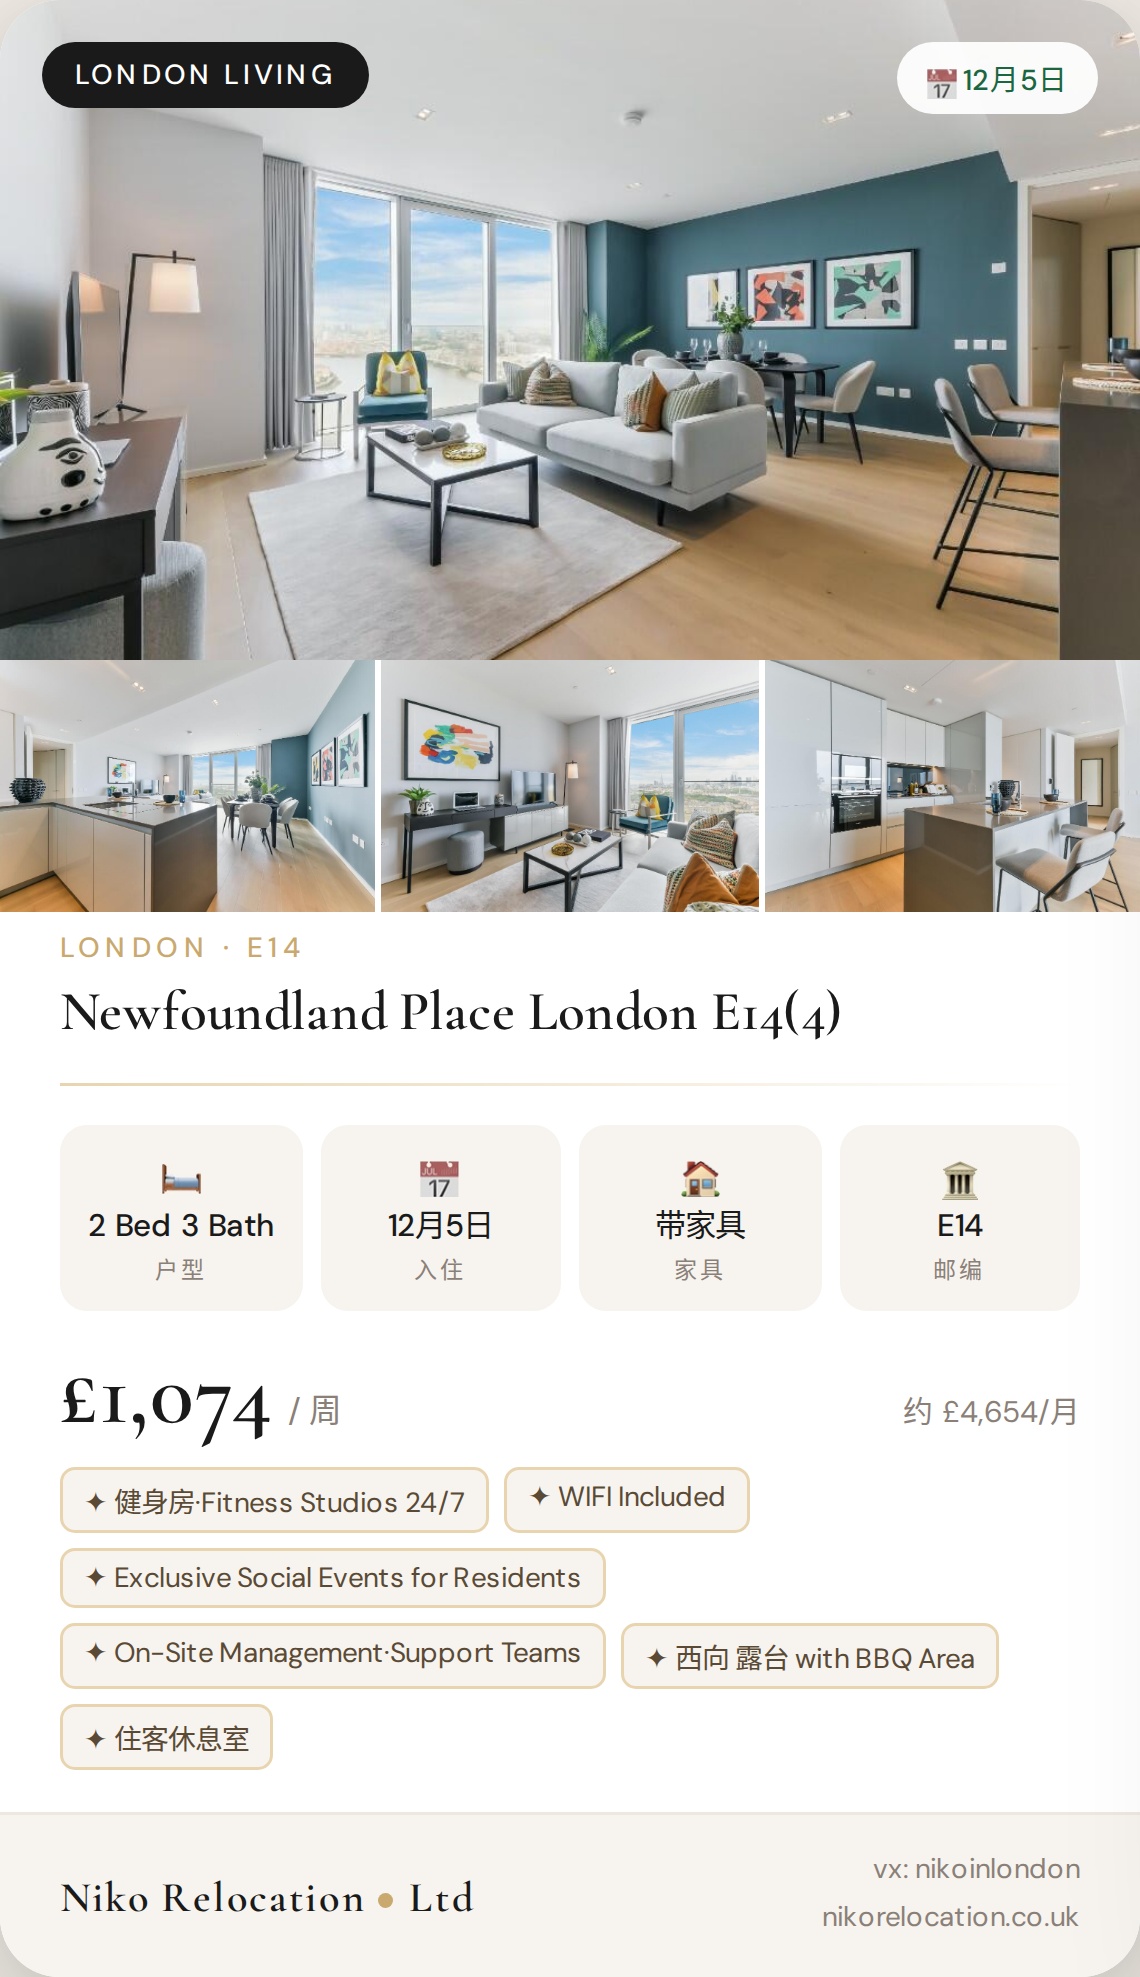 LONDON LIVING
📅 12月5日
LONDON · E14
Newfoundland Place London E14(4)
2 Bed 3 Bath
户型
12月5日
入住
带家具
家具
E14
邮编
£1,074 / 周
约 £4,654/月
✦ 健身房·Fitness Studios 24/7
✦ WIFI Included
✦ Exclusive Social Events for Residents
✦ On-Site Management·Support Teams
✦ 西向 露台 with BBQ Area
✦ 住客休息室
Niko Relocation • Ltd
vx: nikoinlondon
nikorelocation.co.uk